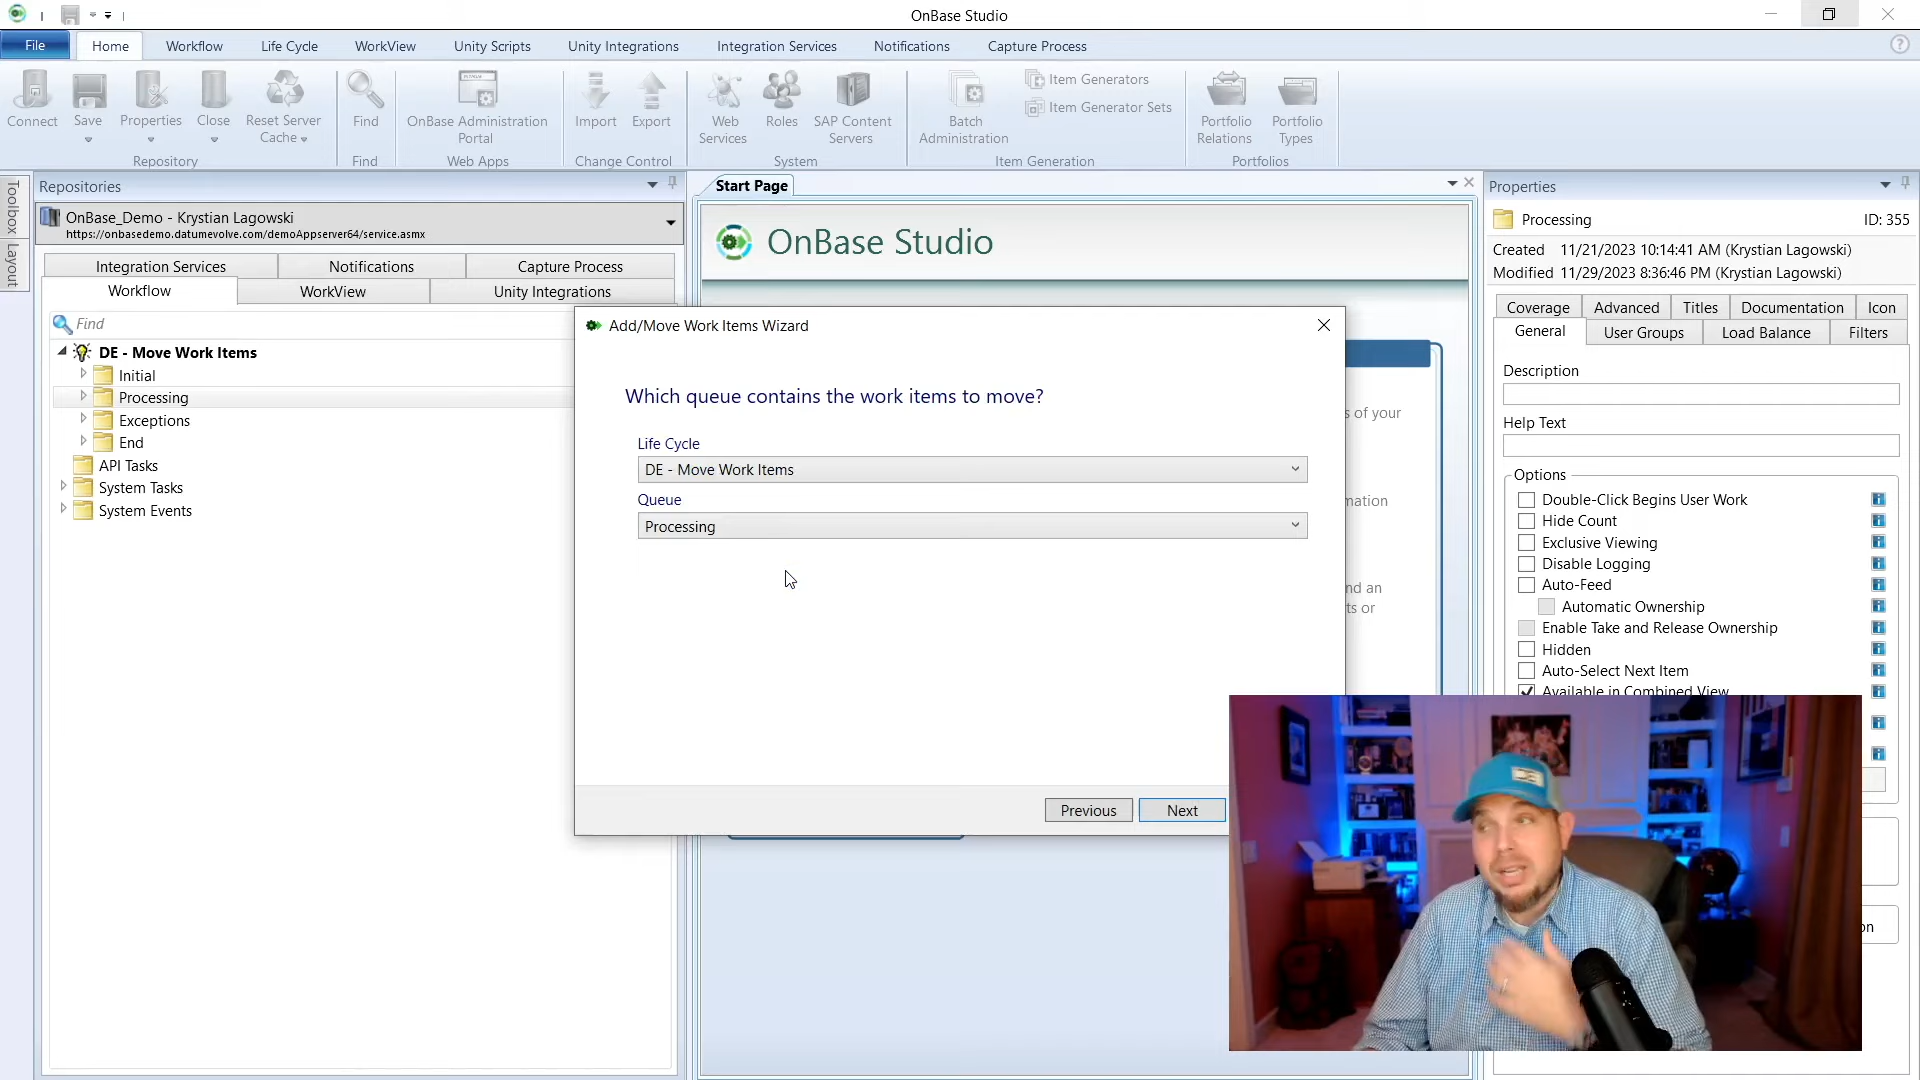 OnBase Studio
File
Home
Workflow
Life Cycle
WorkView
Unity Scripts
Unity Integrations
Integration Services
Notifications
Capture Process
Connect
Save
Properties
Close
Reset Server
Cache
Repository
Find
Find
OnBase Administration
Portal
Web Apps
Import
Export
Change Control
Web
Services
Roles
SAP Content
Servers
System
Batch
Administration
Item Generators
Item Generator Sets
Item Generation
Portfolio
Relations
Portfolio
Types
Portfolios
Toolbox
Layout
Repositories
OnBase_Demo - Krystian Lagowski
https://onbasedemo.datumevolve.com/demoAppserver64/service.asmx
Integration Services
Notifications
Capture Process
Workflow
WorkView
Unity Integrations
Find
DE - Move Work Items
Initial
Processing
Exceptions
End
API Tasks
System Tasks
System Events
Start Page
OnBase Studio
s of your
mation
nd an
ts or
Add/Move Work Items Wizard
Which queue contains the work items to move?
Life Cycle
DE - Move Work Items
Queue
Processing
Previous
Next
Properties
Processing
ID: 355
Created 11/21/2023 10:14:41 AM (Krystian Lagowski)
Modified 11/29/2023 8:36:46 PM (Krystian Lagowski)
Coverage
Advanced
Titles
Documentation
Icon
General
User Groups
Load Balance
Filters
Description
Help Text
Options
Double-Click Begins User Work
Hide Count
Exclusive Viewing
Disable Logging
Auto-Feed
Automatic Ownership
Enable Take and Release Ownership
Hidden
Auto-Select Next Item
Available in Combined View
on